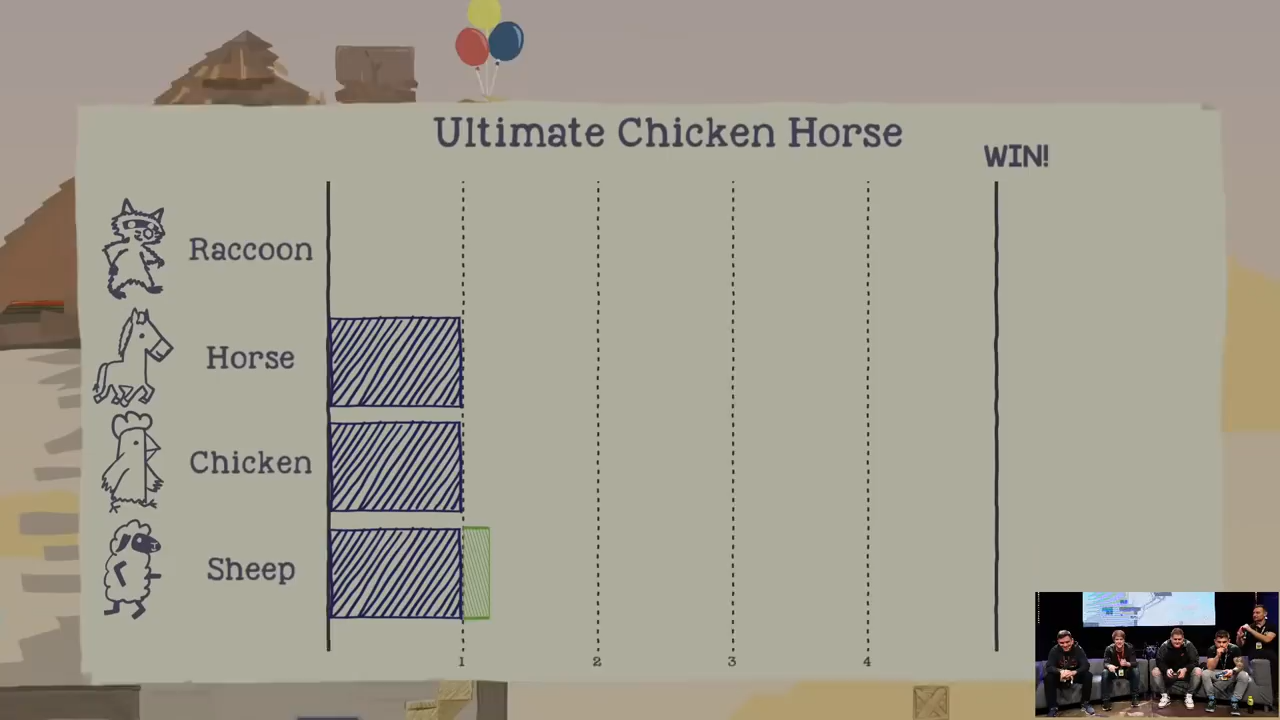 Ultimate Chicken Horse
WIN!
Raccoon
Horse
Chicken
Sheep
1 2 3 4